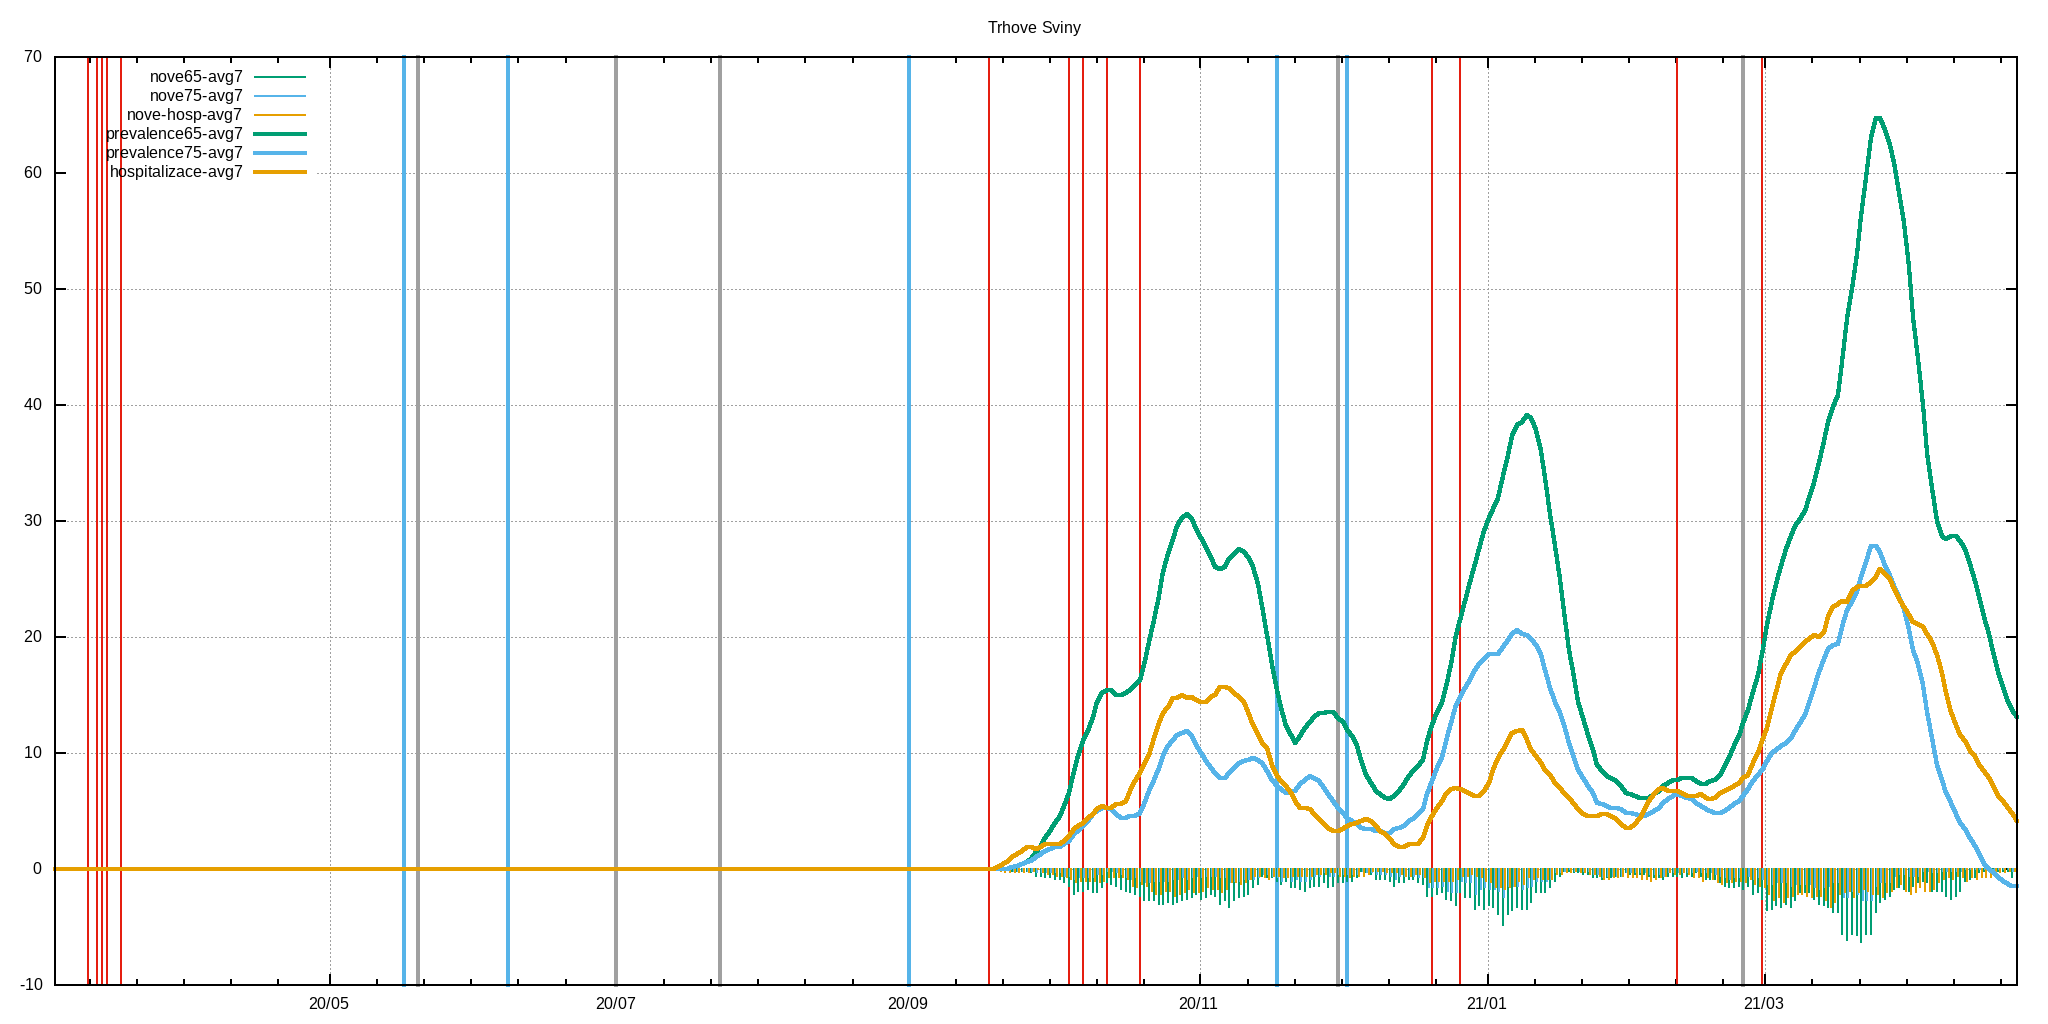 Trhove Sviny
70
60
50
40
30
20
10
0
-10
nove65-avg7
nove75-avg7
nove-hosp-avg7
prevalence65-avg7
prevalence75-avg7
hospitalizace-avg7
20/05 20/07 20/09 20/11 21/01 21/03